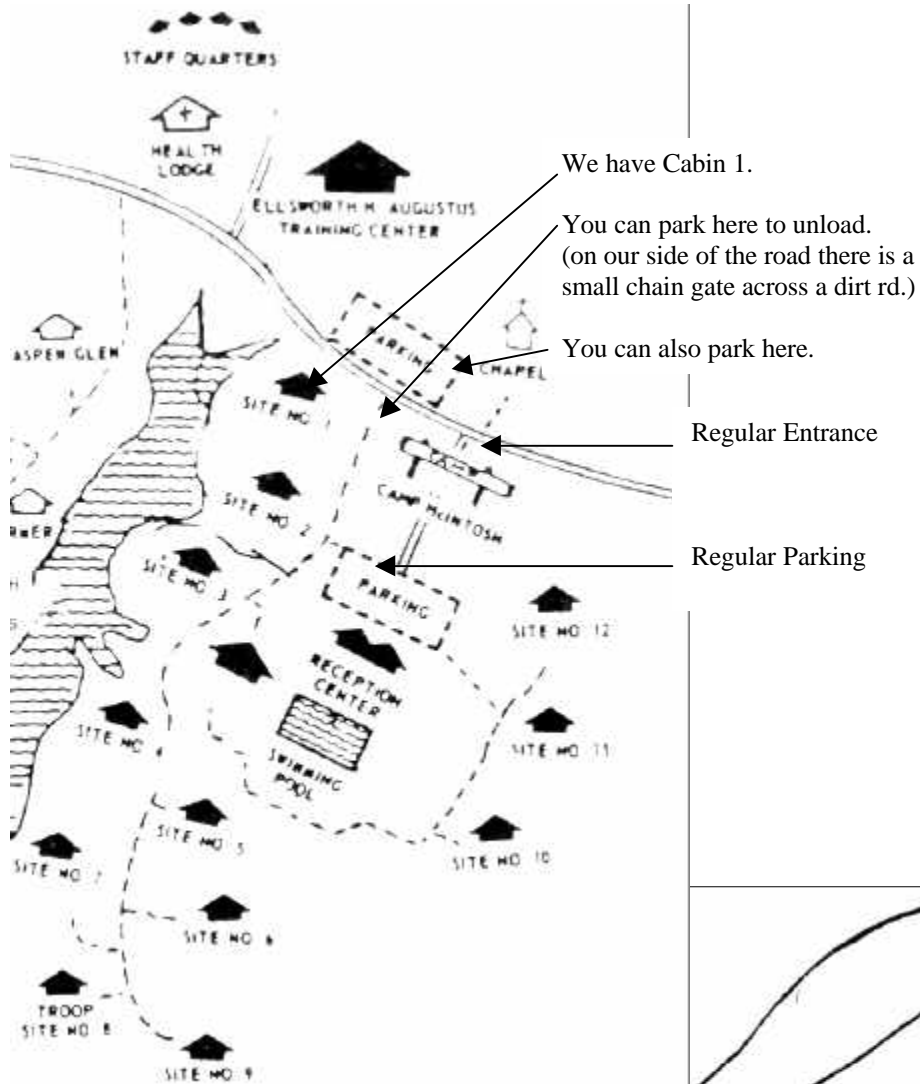 STAFF QUARTERS
HEALTH
LODGE
ELLSWORTH H. AUGUSTUS
TRAINING CENTER
We have Cabin 1.
You can park here to unload.
(on our side of the road there is a
small chain gate across a dirt rd.)
You can also park here.
Regular Entrance
Regular Parking
PARKING
CHAPEL
ASPEN GLEN
SITE NO. 1
CAMP McINTOSH
SITE NO. 2
SITE NO. 3
PARKING
SITE NO. 12
RECEPTION
CENTER
SITE NO. 4
SITE NO. 11
SWIMMING
POOL
SITE NO. 5
SITE NO. 7
SITE NO. 10
SITE NO. 6
TROOP
SITE NO. 8
SITE NO. 9